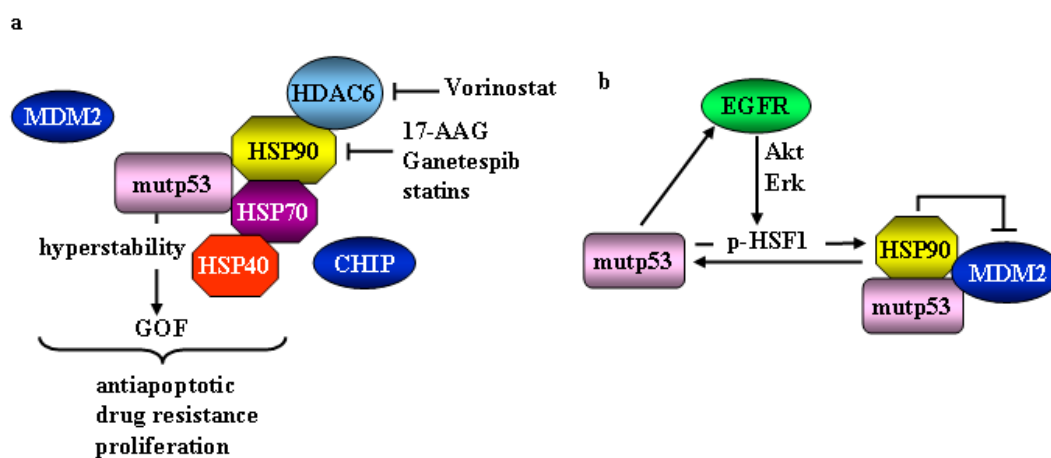 a
HDAC6
Vorinostat
MDM2
HSP90
17-AAG
Ganetespib
statins
mutp53
HSP70
hyperstability
HSP40
CHIP
GOF
antiapoptotic
drug resistance
proliferation
b
EGFR
Akt
Erk
p-HSF1
mutp53
HSP90
MDM2
mutp53